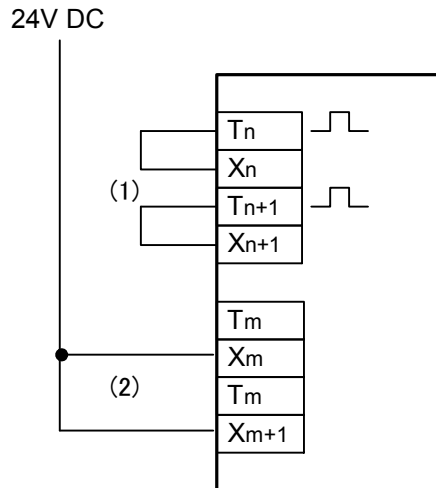 24V DC
Tn
Xn
(1)
Tn+1
Xn+1
Tm
Xm
(2)
Tm
Xm+1